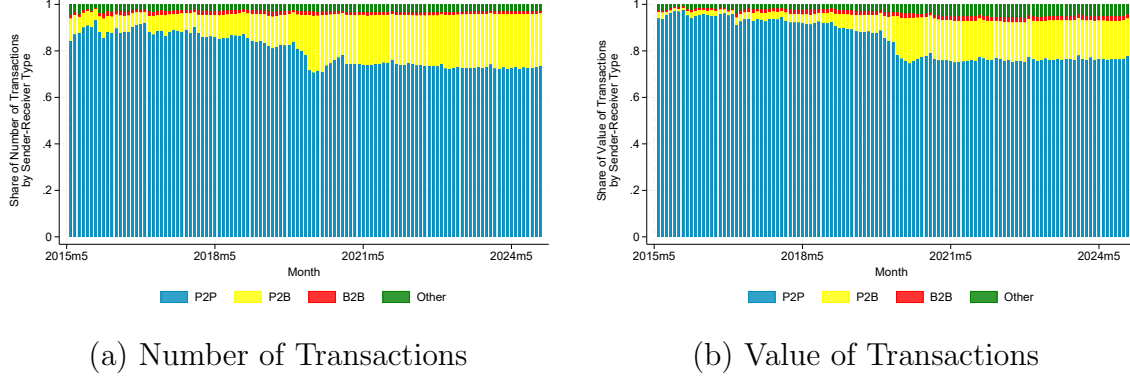 Share of Number of Transactions
by Sender-Receiver Type
1
.8
.6
.4
.2
0
2015m5 2018m5 2021m5 2024m5
Month
P2P P2B B2B Other
(a) Number of Transactions
Share of Value of Transactions
by Sender-Receiver Type
1
.8
.6
.4
.2
0
2015m5 2018m5 2021m5 2024m5
Month
P2P P2B B2B Other
(b) Value of Transactions